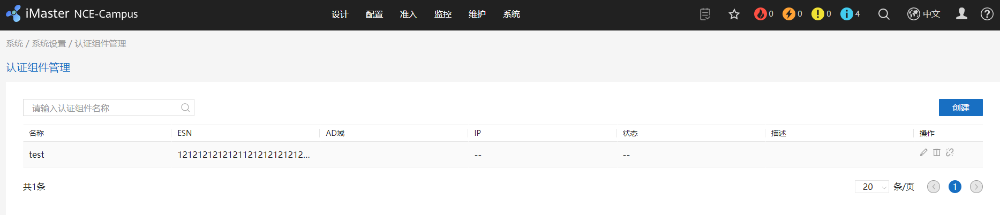 iMaster NCE-Campus 设计 配置 准入 监控 维护 系统 0 0 0 4 中文
系统 / 系统设置 / 认证组件管理
认证组件管理
请输入认证组件名称 创建
名称 ESN AD域 IP 状态 描述 操作
test 12121212121211212121212121212... -- --
共1条 20 条/页 1